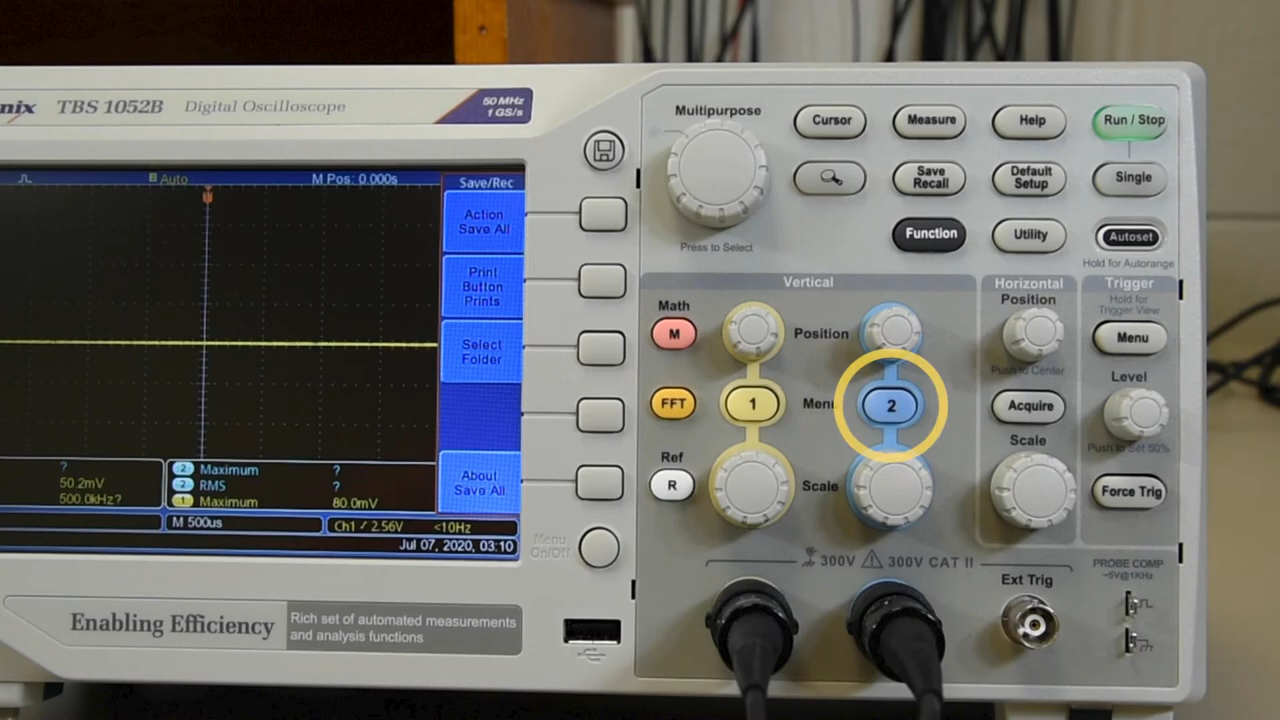 nix TBS 1052B Digital Oscilloscope
50 MHz
1 GS/s
Auto
M Pos: 0.000s
Save/Rec
Action
Save All
Print
Button
Prints
Select
Folder
About
Save All
?
50.2mV
500.0kHz?
2 Maximum ?
2 RMS ?
1 Maximum 80.0mV
M 500us
Ch1 / 2.56V <10Hz
Jul 07, 2020, 03:10
Menu
On/Off
Enabling Efficiency
Rich set of automated measurements
and analysis functions
Multipurpose
Press to Select
Cursor
Measure
Help
Run / Stop
Save
Recall
Default
Setup
Single
Function
Utility
Autoset
Hold for Autorange
Vertical
Math
M
Position
FFT
1
Menu
2
Ref
R
Scale
Horizontal
Position
Push to Center
Acquire
Scale
Trigger
Hold for
Trigger View
Menu
Level
Push to Set 50%
Force Trig
300V
300V CAT II
Ext Trig
PROBE COMP
~5V@1KHz